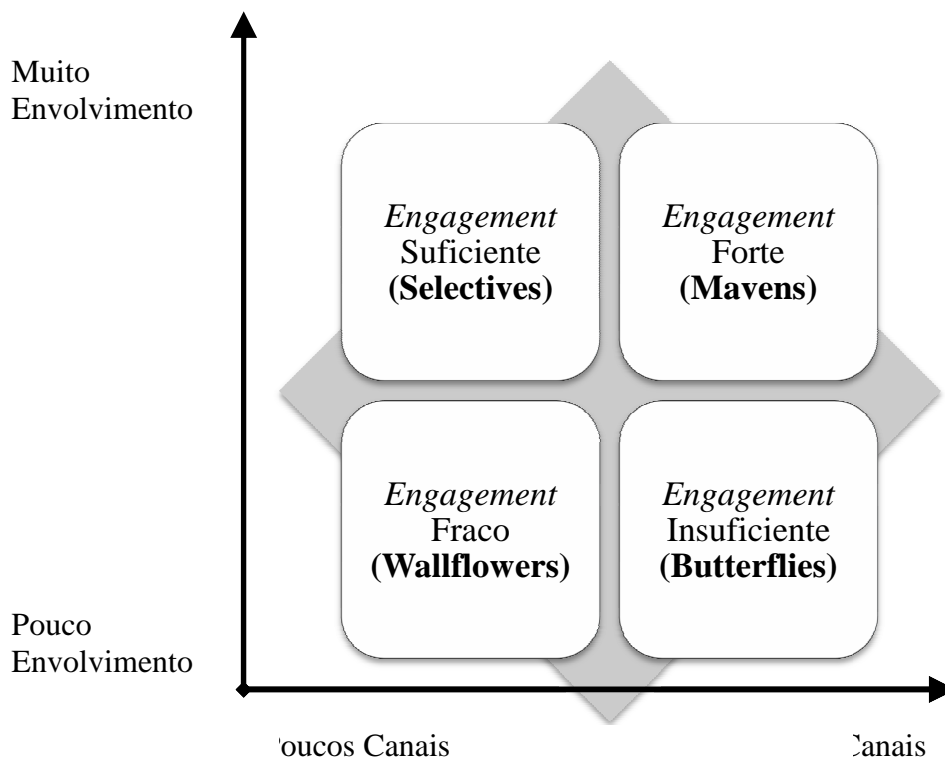 Muito
Envolvimento
Engagement
Suficiente
(Selectives)
Engagement
Forte
(Mavens)
Engagement
Fraco
(Wallflowers)
Engagement
Insuficiente
(Butterflies)
Pouco
Envolvimento
oucos Canais
Canais